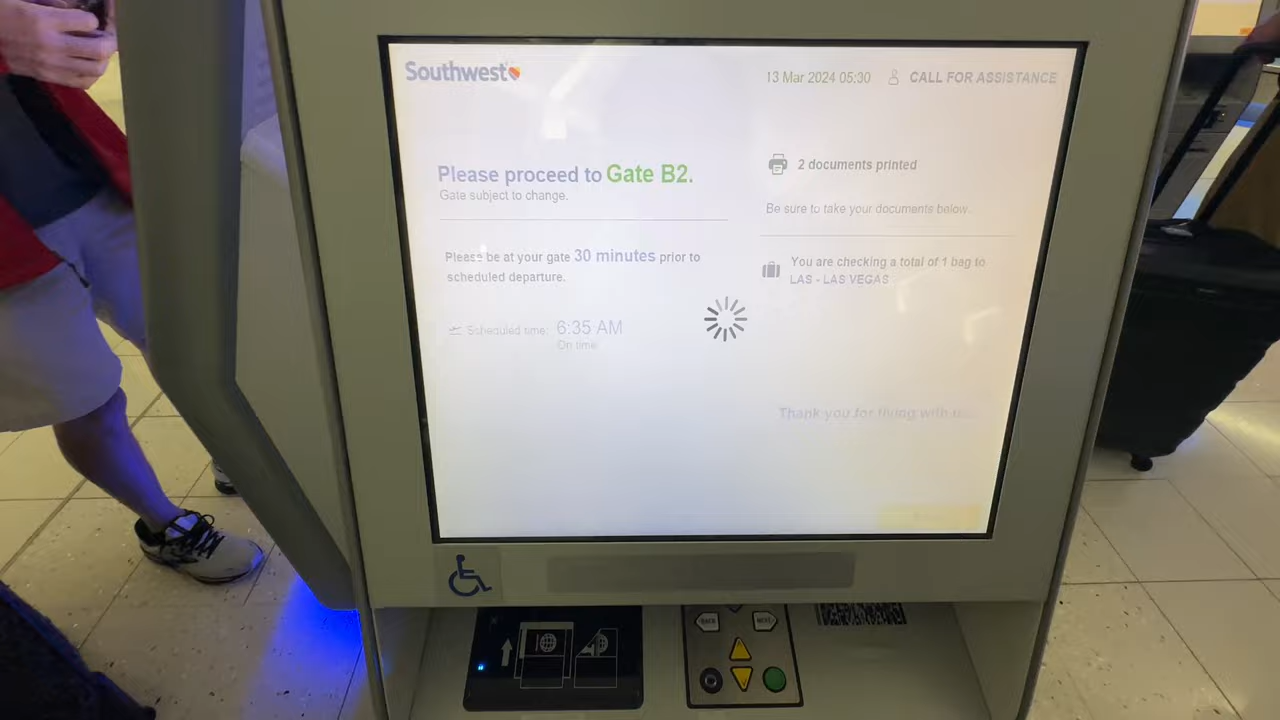 Southwest
13 Mar 2024 05:30
CALL FOR ASSISTANCE
Please proceed to Gate B2.
Gate subject to change.
Please be at your gate 30 minutes prior to
scheduled departure.
Scheduled time: 6:35 AM
On time
2 documents printed
Be sure to take your documents below.
You are checking a total of 1 bag to
LAS - LAS VEGAS
Thank you for flying with us.
BACK
NEXT